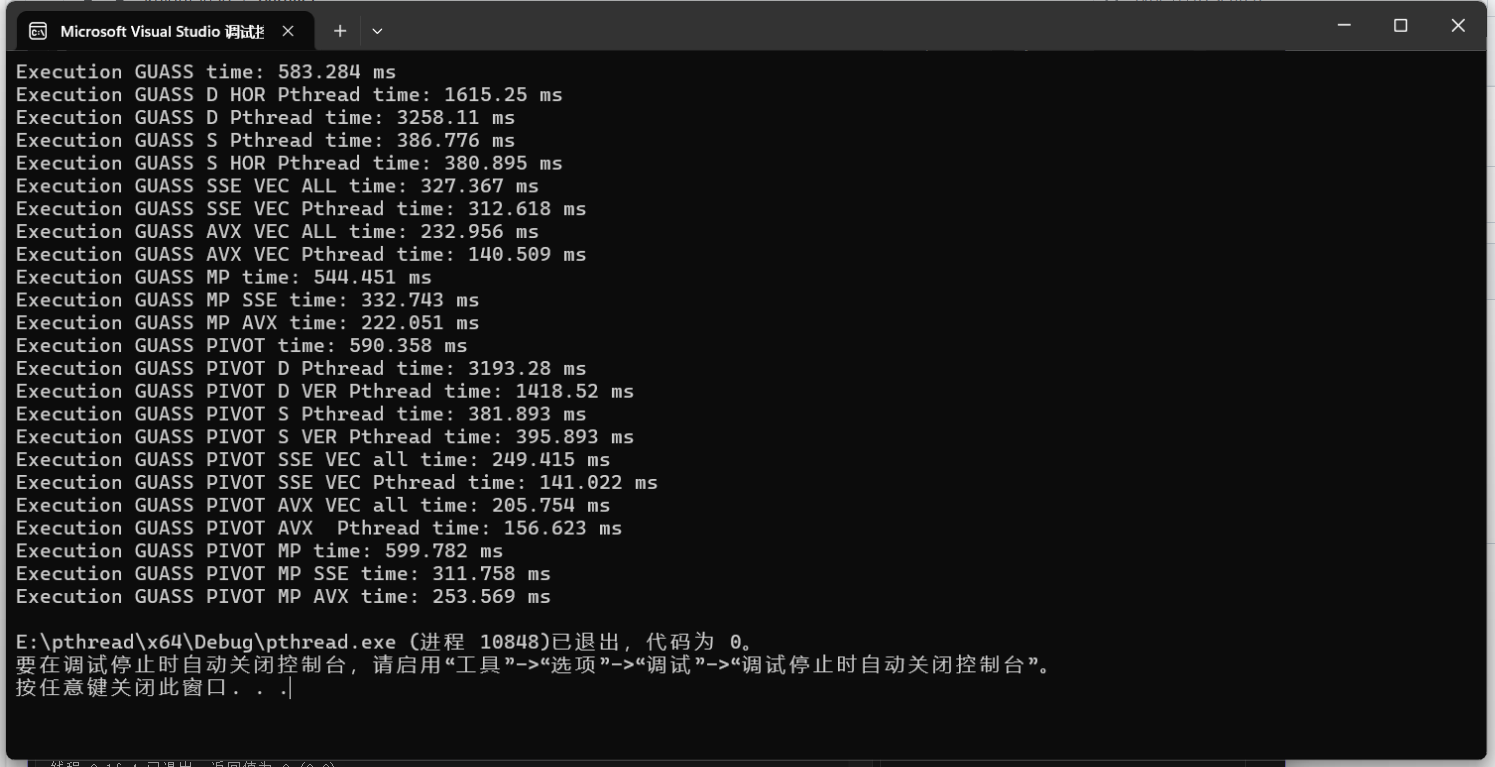 Microsoft Visual Studio 调试控
Execution GUASS time: 583.284 ms
Execution GUASS D HOR Pthread time: 1615.25 ms
Execution GUASS D Pthread time: 3258.11 ms
Execution GUASS S Pthread time: 386.776 ms
Execution GUASS S HOR Pthread time: 380.895 ms
Execution GUASS SSE VEC ALL time: 327.367 ms
Execution GUASS SSE VEC Pthread time: 312.618 ms
Execution GUASS AVX VEC ALL time: 232.956 ms
Execution GUASS AVX VEC Pthread time: 140.509 ms
Execution GUASS MP time: 544.451 ms
Execution GUASS MP SSE time: 332.743 ms
Execution GUASS MP AVX time: 222.051 ms
Execution GUASS PIVOT time: 590.358 ms
Execution GUASS PIVOT D Pthread time: 3193.28 ms
Execution GUASS PIVOT D VER Pthread time: 1418.52 ms
Execution GUASS PIVOT S Pthread time: 381.893 ms
Execution GUASS PIVOT S VER Pthread time: 395.893 ms
Execution GUASS PIVOT SSE VEC all time: 249.415 ms
Execution GUASS PIVOT SSE VEC Pthread time: 141.022 ms
Execution GUASS PIVOT AVX VEC all time: 205.754 ms
Execution GUASS PIVOT AVX  Pthread time: 156.623 ms
Execution GUASS PIVOT MP time: 599.782 ms
Execution GUASS PIVOT MP SSE time: 311.758 ms
Execution GUASS PIVOT MP AVX time: 253.569 ms
E:\pthread\x64\Debug\pthread.exe (进程 10848)已退出，代码为 0。
要在调试停止时自动关闭控制台，请启用“工具”->“选项”->“调试”->“调试停止时自动关闭控制台”。
按任意键关闭此窗口. . .